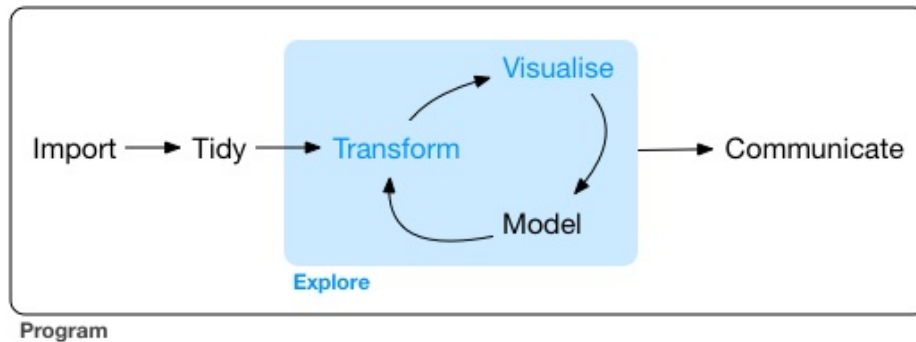 Visualise
Import Tidy Transform Communicate
Model
Explore
Program